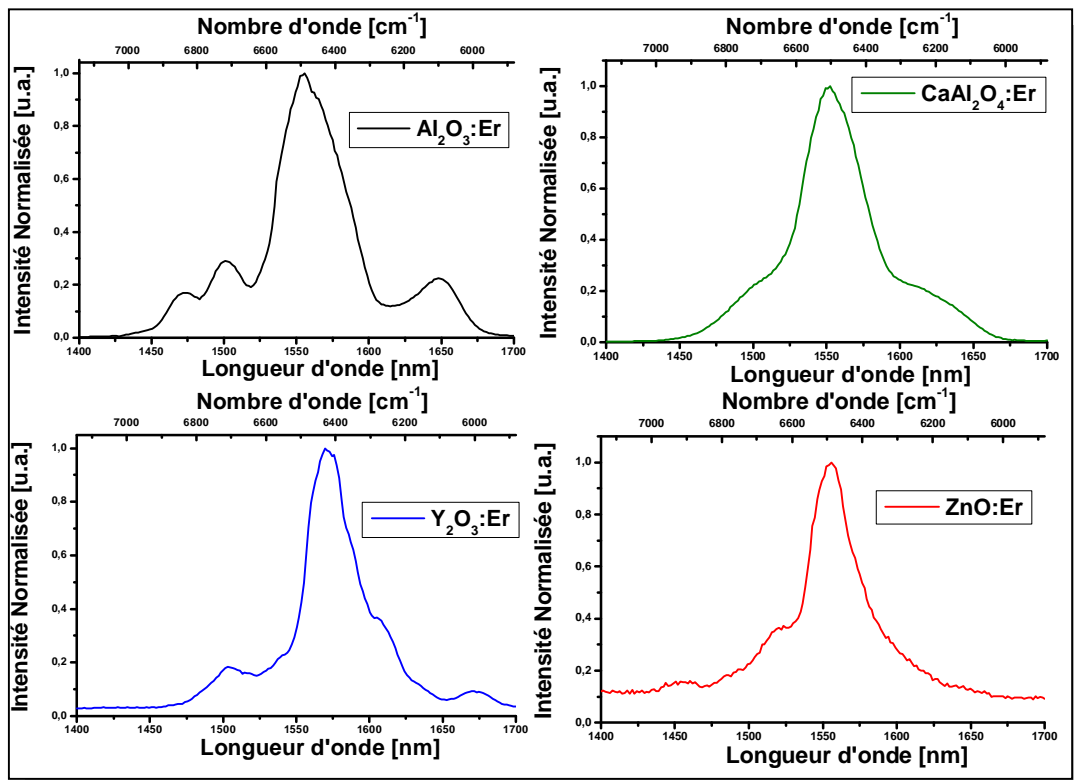 Nombre d'onde [cm⁻¹]
7000 6800 6600 6400 6200 6000
Intensité Normalisée [u.a.]
1,0
0,8
0,6
0,4
0,2
0,0
Al₂O₃:Er
1400 1450 1500 1550 1600 1650 1700
Longueur d'onde [nm]
Nombre d'onde [cm⁻¹]
7000 6800 6600 6400 6200 6000
Intensité Normalisée [u.a.]
1,0
0,8
0,6
0,4
0,2
0,0
CaAl₂O₄:Er
1400 1450 1500 1550 1600 1650 1700
Longueur d'onde [nm]
Nombre d'onde [cm⁻¹]
7000 6800 6600 6400 6200 6000
Intensité Normalisée [u.a.]
1,0
0,8
0,6
0,4
0,2
0,0
Y₂O₃:Er
1400 1450 1500 1550 1600 1650 1700
Longueur d'onde [nm]
Nombre d'onde [cm⁻¹]
7000 6800 6600 6400 6200 6000
Intensité Normalisée [u.a.]
1,0
0,8
0,6
0,4
0,2
0,0
ZnO:Er
1400 1450 1500 1550 1600 1650 1700
Longueur d'onde [nm]